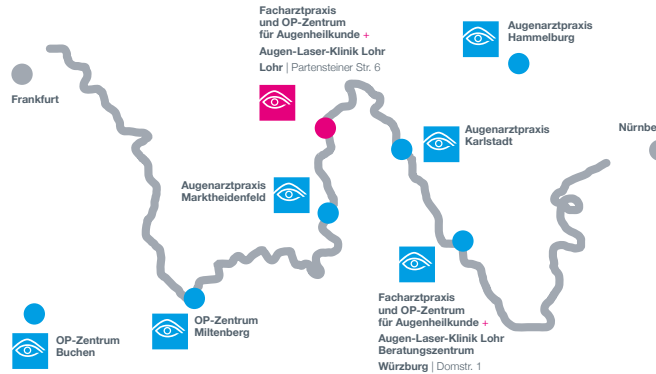 Facharztpraxis
und OP-Zentrum
für Augenheilkunde +
Augen-Laser-Klinik Lohr
Lohr | Partensteiner Str. 6
Augenarztpraxis
Hammelburg
Frankfurt
Augenarztpraxis
Karlstadt
Nürnbe
Augenarztpraxis
Marktheidenfeld
Facharztpraxis
und OP-Zentrum
für Augenheilkunde +
Augen-Laser-Klinik Lohr
Beratungszentrum
Würzburg | Domstr. 1
OP-Zentrum
Miltenberg
OP-Zentrum
Buchen